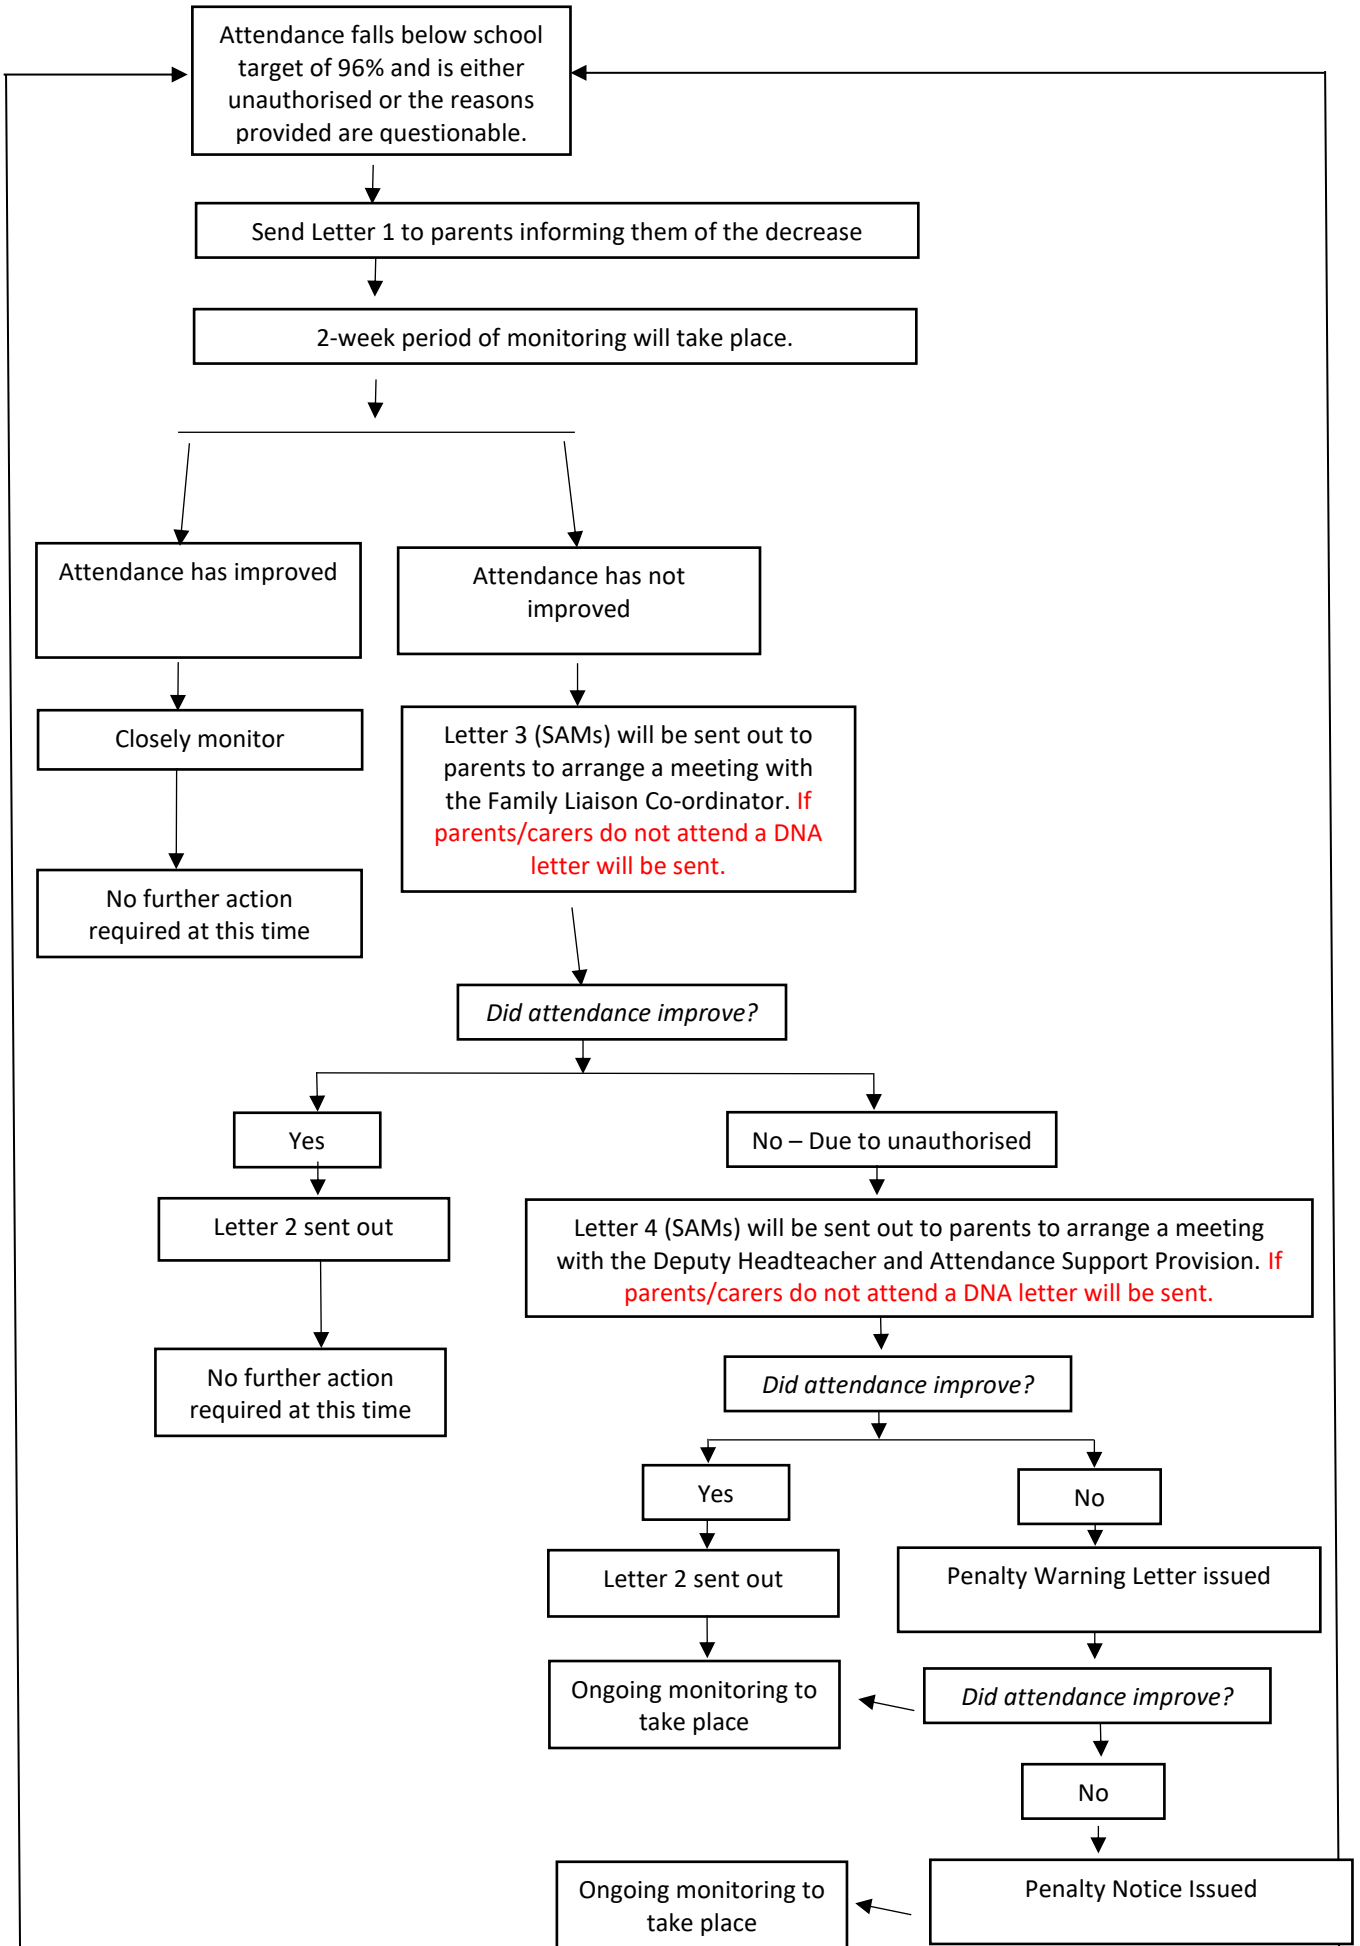 Attendance falls below school
target of 96% and is either
unauthorised or the reasons
provided are questionable.
Send Letter 1 to parents informing them of the decrease
2-week period of monitoring will take place.
Attendance has improved
Attendance has not
improved
Closely monitor
Letter 3 (SAMs) will be sent out to
parents to arrange a meeting with
the Family Liaison Co-ordinator. If
parents/carers do not attend a DNA
letter will be sent.
No further action
required at this time
Did attendance improve?
Yes
No – Due to unauthorised
Letter 2 sent out
Letter 4 (SAMs) will be sent out to parents to arrange a meeting
with the Deputy Headteacher and Attendance Support Provision. If
parents/carers do not attend a DNA letter will be sent.
No further action
required at this time
Did attendance improve?
Yes
No
Letter 2 sent out
Penalty Warning Letter issued
Ongoing monitoring to
take place
Did attendance improve?
No
Ongoing monitoring to
take place
Penalty Notice Issued